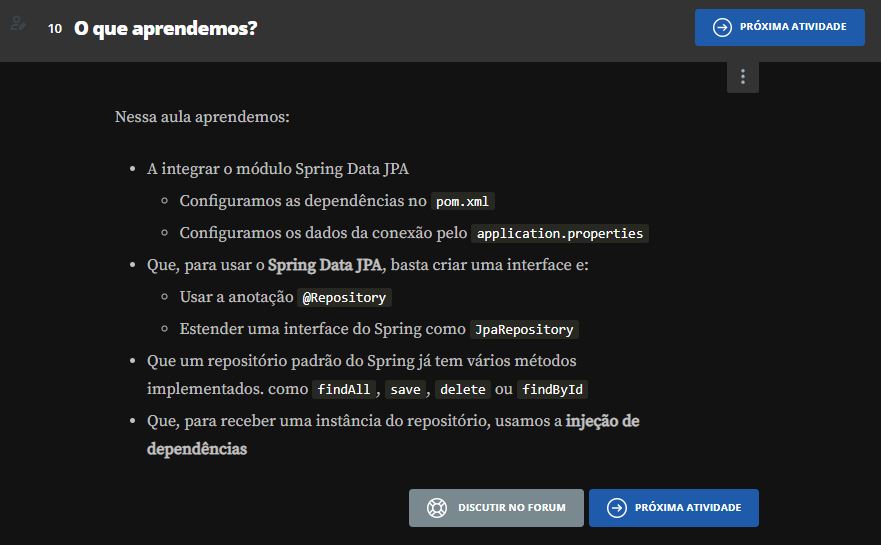 10 O que aprendemos?
PRÓXIMA ATIVIDADE
Nessa aula aprendemos:
A integrar o módulo Spring Data JPA
Configuramos as dependências no pom.xml
Configuramos os dados da conexão pelo application.properties
Que, para usar o Spring Data JPA, basta criar uma interface e:
Usar a anotação @Repository
Estender uma interface do Spring como JpaRepository
Que um repositório padrão do Spring já tem vários métodos
implementados. como findAll, save, delete ou findById
Que, para receber uma instância do repositório, usamos a injeção de
dependências
DISCUTIR NO FORUM
PRÓXIMA ATIVIDADE